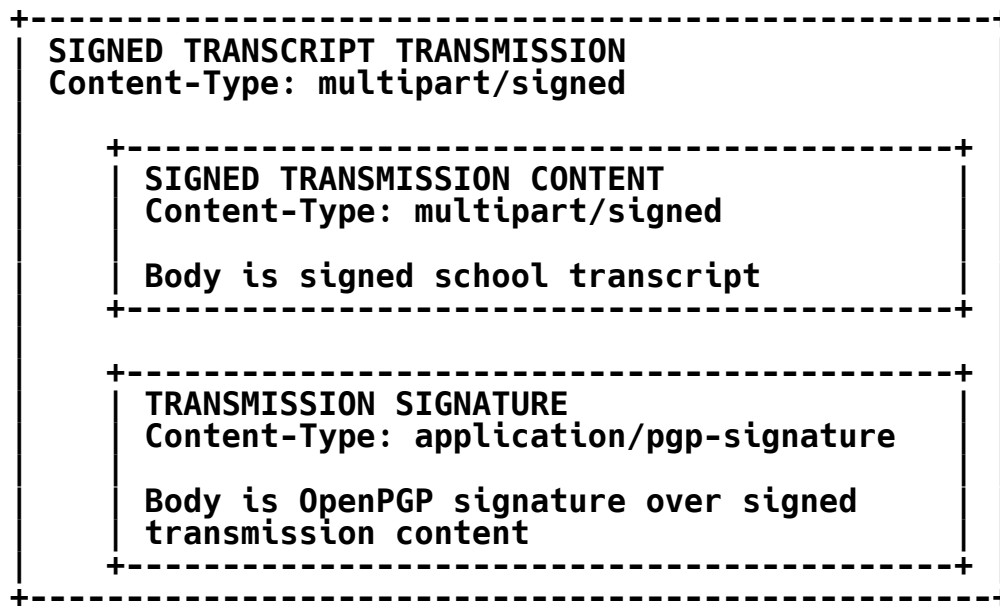 SIGNED TRANSCRIPT TRANSMISSION
Content-Type: multipart/signed
SIGNED TRANSMISSION CONTENT
Content-Type: multipart/signed
Body is signed school transcript
TRANSMISSION SIGNATURE
Content-Type: application/pgp-signature
Body is OpenPGP signature over signed
transmission content